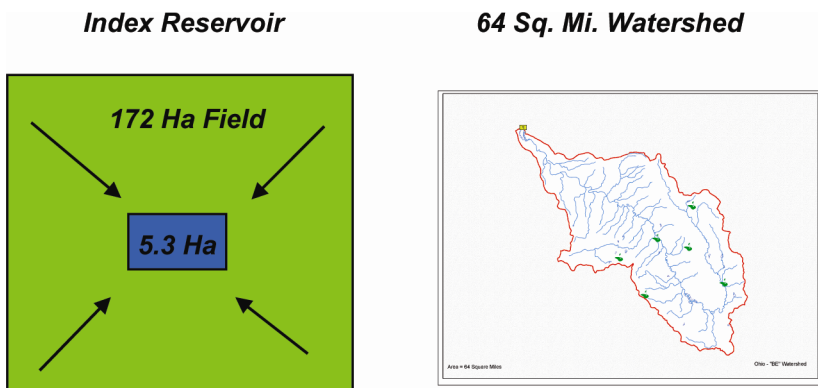 Index Reservoir
64 Sq. Mi. Watershed
172 Ha Field
5.3 Ha
Area = 64 Square Miles
Ohio - "BE" Watershed